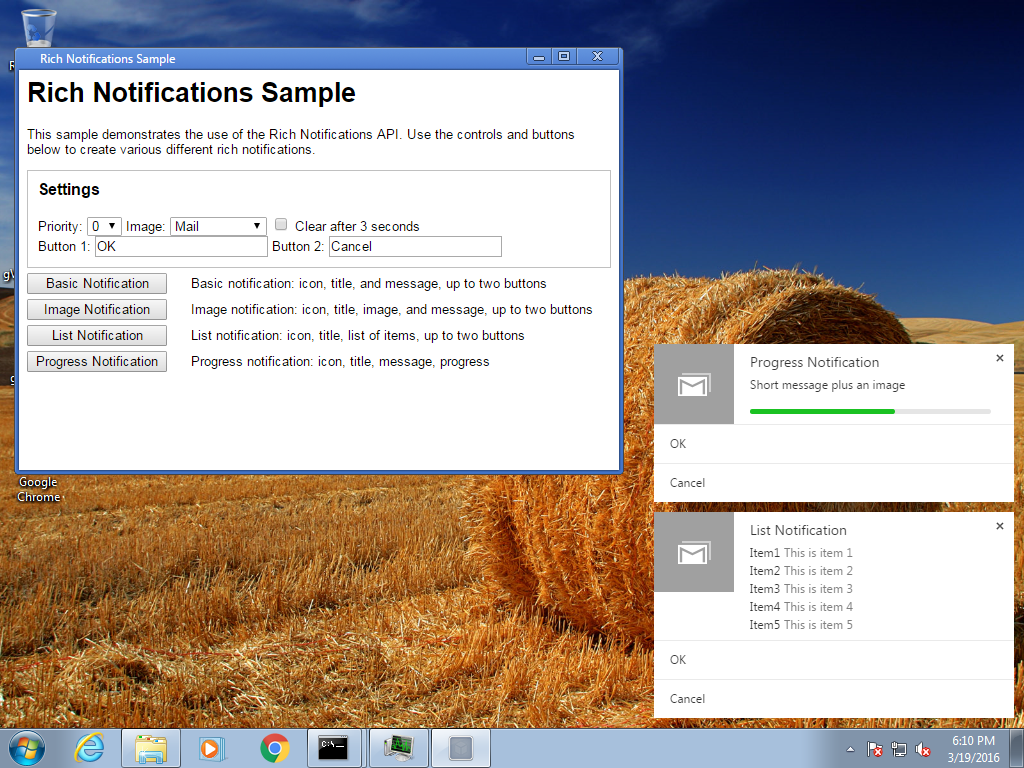 Rich Notifications Sample
Rich Notifications Sample
This sample demonstrates the use of the Rich Notifications API. Use the controls and buttons
below to create various different rich notifications.
Settings
Priority: 0 Image: Mail Clear after 3 seconds
Button 1: OK Button 2: Cancel
Basic Notification Basic notification: icon, title, and message, up to two buttons
Image Notification Image notification: icon, title, image, and message, up to two buttons
List Notification List notification: icon, title, list of items, up to two buttons
Progress Notification Progress notification: icon, title, message, progress
Google
Chrome
Progress Notification
Short message plus an image
OK
Cancel
List Notification
Item1 This is item 1
Item2 This is item 2
Item3 This is item 3
Item4 This is item 4
Item5 This is item 5
OK
Cancel
C:\_
6:10 PM
3/19/2016